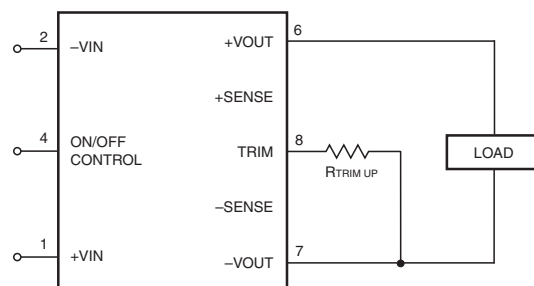 2
–VIN
+VOUT
6
+SENSE
4
ON/OFF
CONTROL
TRIM
8
LOAD
RTRIM UP
–SENSE
1
+VIN
–VOUT
7